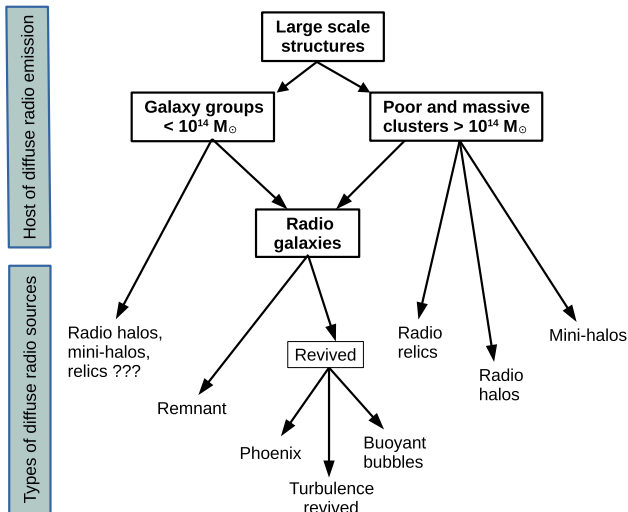 Host of diffuse radio emission
Large scale
structures
Galaxy groups
< 10¹⁴ M☉
Poor and massive
clusters > 10¹⁴ M☉
Radio
galaxies
Types of diffuse radio sources
Radio halos,
mini-halos,
relics ???
Remnant
Revived
Phoenix
Turbulence
revived
Buoyant
bubbles
Radio
relics
Radio
halos
Mini-halos